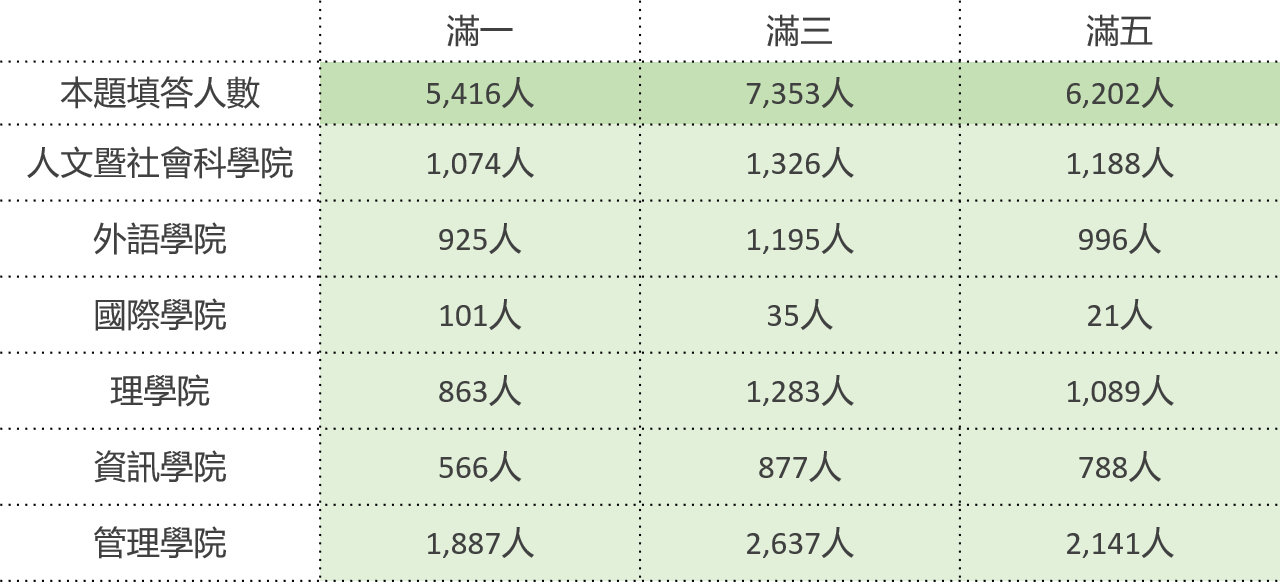 滿一 滿三 滿五
本題填答人數 5,416人 7,353人 6,202人
人文暨社會科學院 1,074人 1,326人 1,188人
外語學院 925人 1,195人 996人
國際學院 101人 35人 21人
理學院 863人 1,283人 1,089人
資訊學院 566人 877人 788人
管理學院 1,887人 2,637人 2,141人